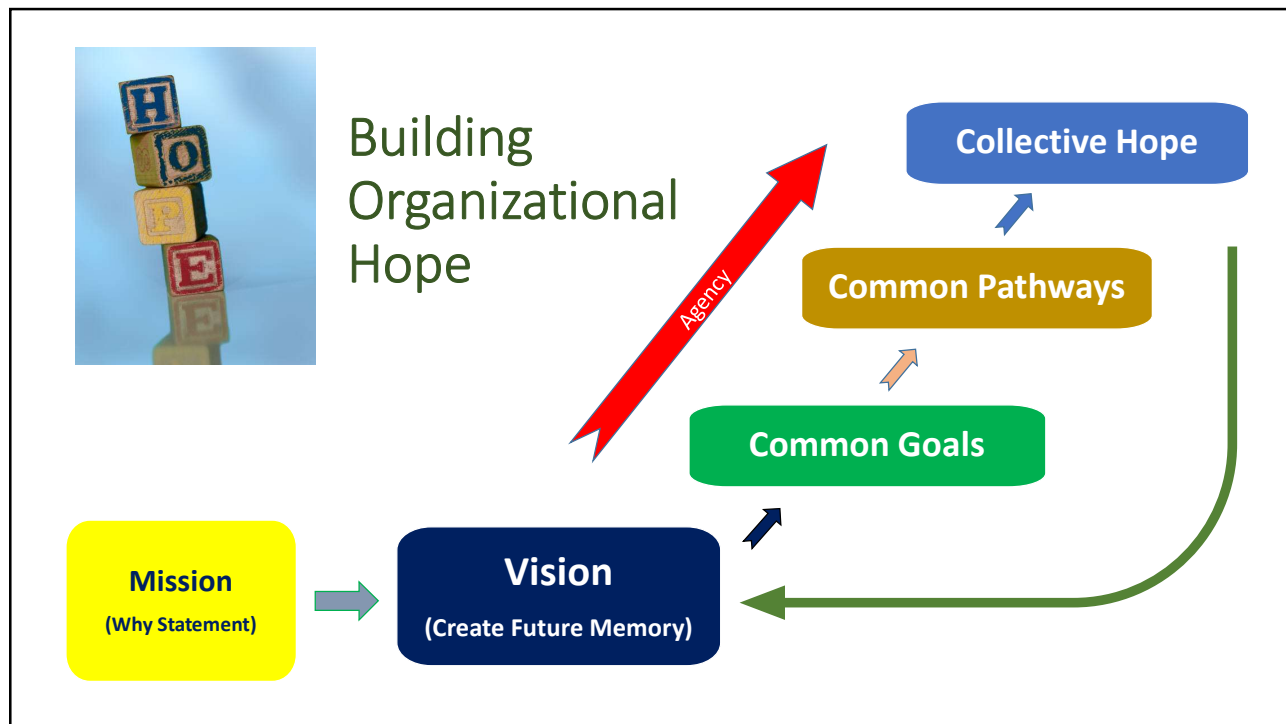 H
O
P
E
E
Building
Organizational
Hope
Agency
Collective Hope
Common Pathways
Common Goals
Vision
(Create Future Memory)
Mission
(Why Statement)